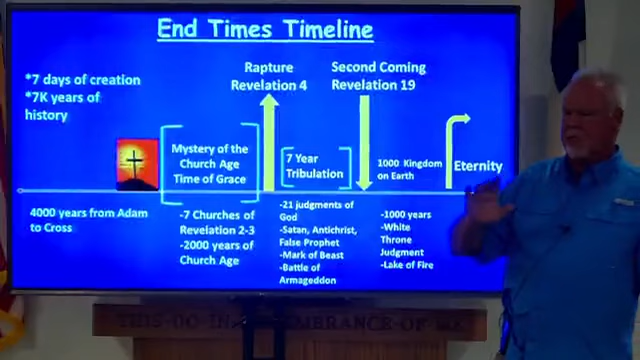 End Times Timeline
*7 days of creation
*7K years of
history
Rapture
Revelation 4
Second Coming
Revelation 19
Mystery of the
Church Age
Time of Grace
7 Year
Tribulation
1000 Kingdom
on Earth
Eternity
4000 years from Adam
to Cross
-7 Churches of
Revelation 2-3
-2000 years of
Church Age
-21 judgments of
God
-Satan, Antichrist,
False Prophet
-Mark of Beast
-Battle of
Armageddon
-1000 years
-White
Throne
Judgment
-Lake of Fire
THIS DO IN REMEMBRANCE OF ME